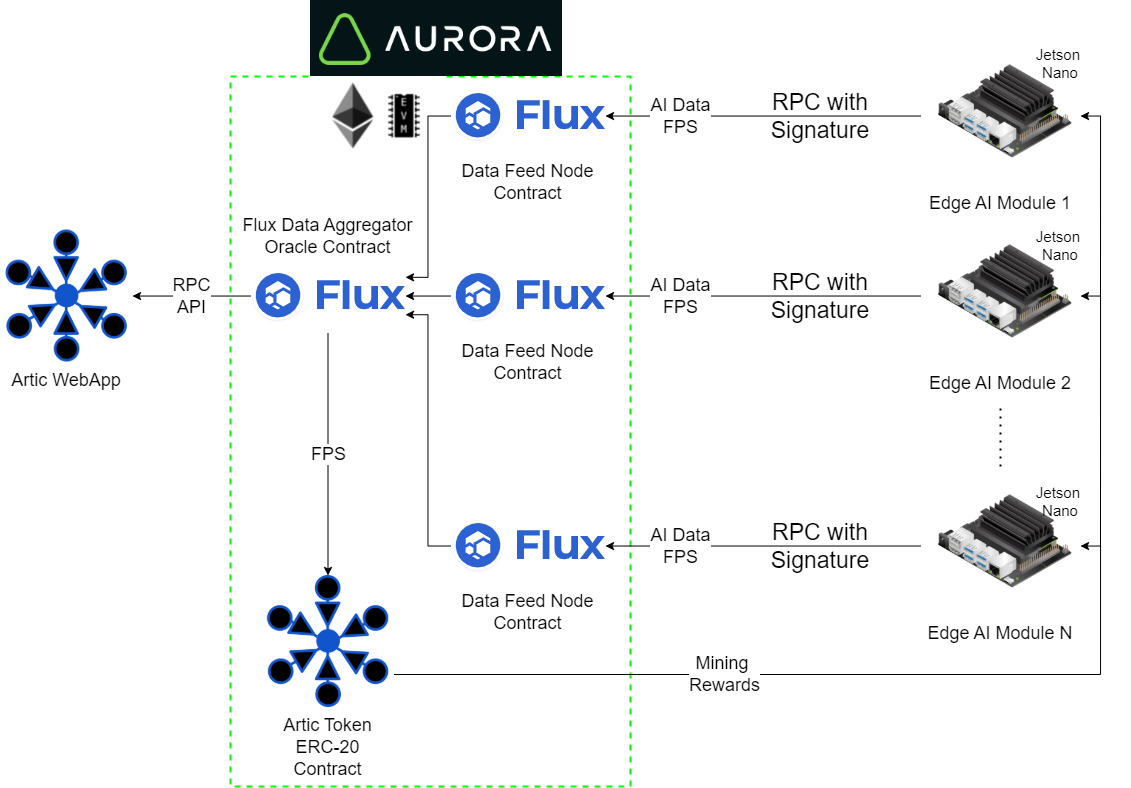 AURORA
EVM
Flux
Data Feed Node
Contract
AI Data
FPS
RPC with
Signature
Jetson
Nano
Edge AI Module 1
Flux Data Aggregator
Oracle Contract
Flux
RPC
API
Artic WebApp
Flux
Data Feed Node
Contract
AI Data
FPS
RPC with
Signature
Jetson
Nano
Edge AI Module 2
FPS
Flux
Data Feed Node
Contract
AI Data
FPS
RPC with
Signature
Jetson
Nano
Edge AI Module N
Mining
Rewards
Artic Token
ERC-20
Contract